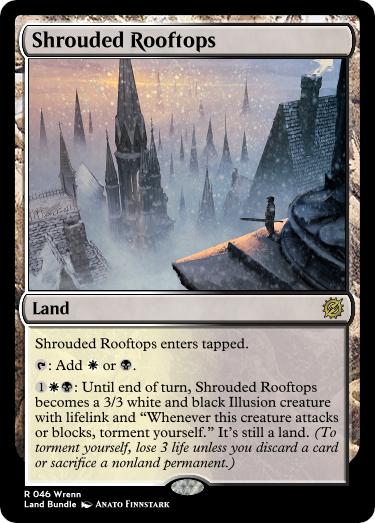 Shrouded Rooftops
Land
Shrouded Rooftops enters tapped.
: Add or .
1 : Until end of turn, Shrouded Rooftops
becomes a 3/3 white and black Illusion creature
with lifelink and “Whenever this creature attacks
or blocks, torment yourself.” It’s still a land. (To
torment yourself, lose 3 life unless you discard a card
or sacrifice a nonland permanent.)
R 046 Wrenn
Land Bundle Anato Finnstark